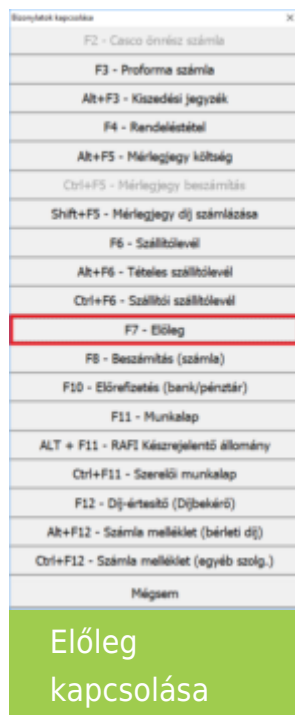 Bizonylatok kapcsolása
F2 - Casco önrész számla
F3 - Proforma számla
Alt+F3 - Kiszedési jegyzék
F4 - Rendeléstétel
Alt+F5 - Mérlegjegy költség
Ctrl+F5 - Mérlegjegy beszámítás
Shift+F5 - Mérlegjegy díj számlázása
F6 - Szállítólevél
Alt+F6 - Tételes szállítólevél
Ctrl+F6 - Szállítói szállítólevél
F7 - Előleg
F8 - Beszámítás (számla)
F10 - Előrefizetés (bank/pénztár)
F11 - Munkalap
ALT + F11 - RAFI Készrejelentő állomány
Ctrl+F11 - Szerelői munkalap
F12 - Díj-értesítő (Díjbekérő)
Alt+F12 - Számla melléklet (bérleti díj)
Ctrl+F12 - Számla melléklet (egyéb szolg.)
Mégsem
Előleg
kapcsolása